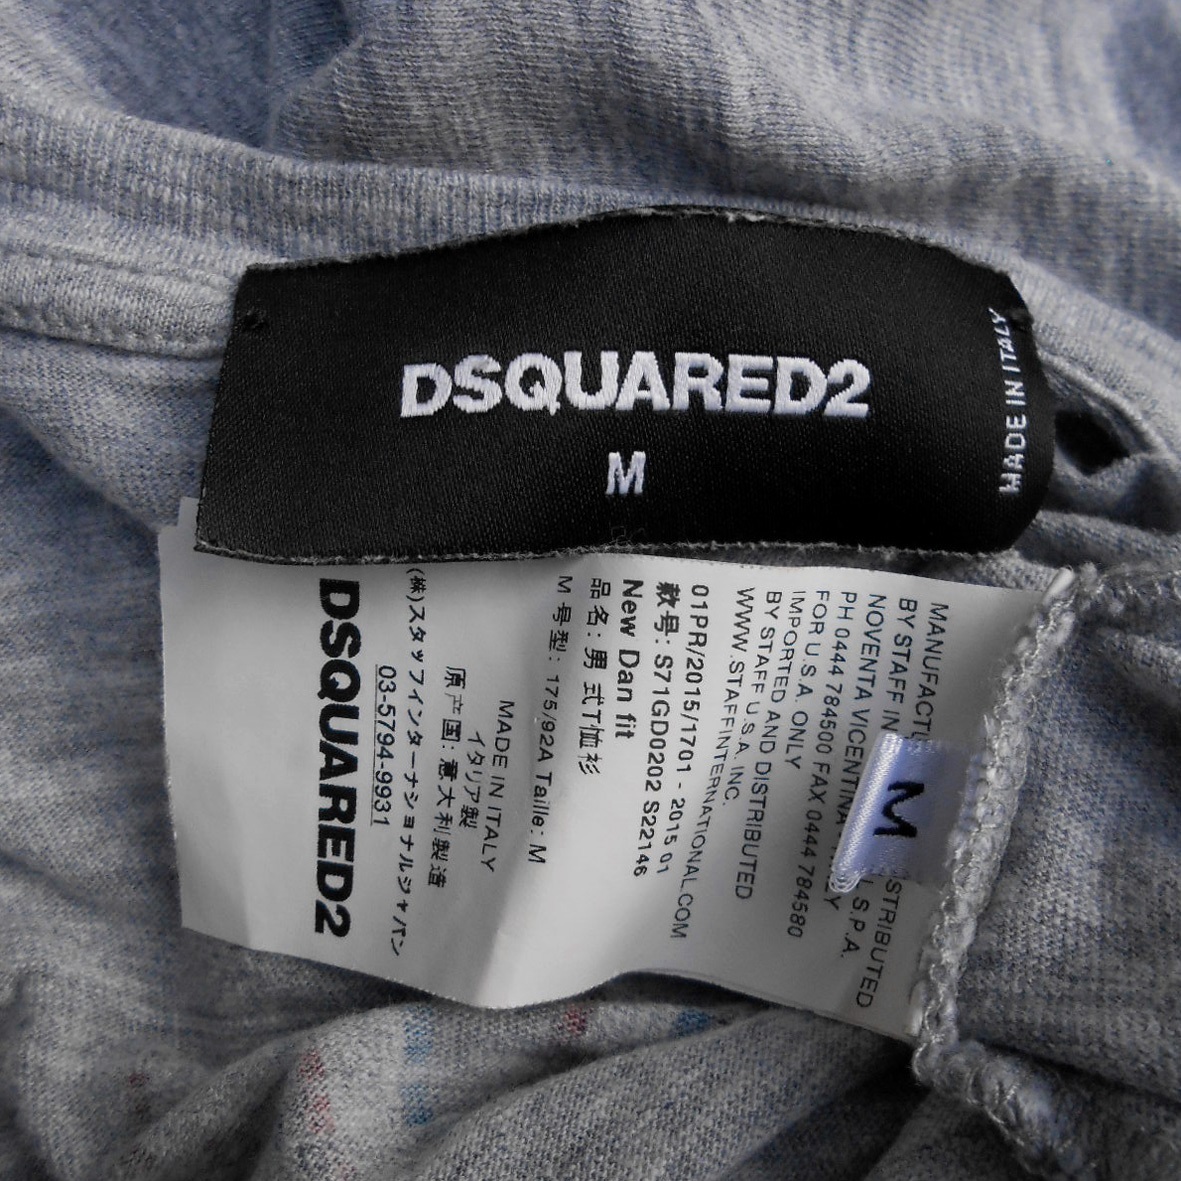 DSQUARED2
M
MADE IN ITALY
M
BY STAFF IN
NOVENTA VICENTINA
S.P.A.
PH 0444 784500 FAX 0444 784580
FOR U.S.A. ONLY
IMPORTED AND DISTRIBUTED
BY STAFF U.S.A. INC.
WWW.STAFFINTERNATIONAL.COM
01PR/2015/1701 - 2015 01
款号: S71GD0202 S22146
New Dan fit
品名: 男 式T恤衫
M 号型: 175/92A Taille: M
MADE IN ITALY
イタリア製
原产国: 意大利製造
(株)スタッフインターナショナルジャパン
03-5794-9931
DSQUARED2